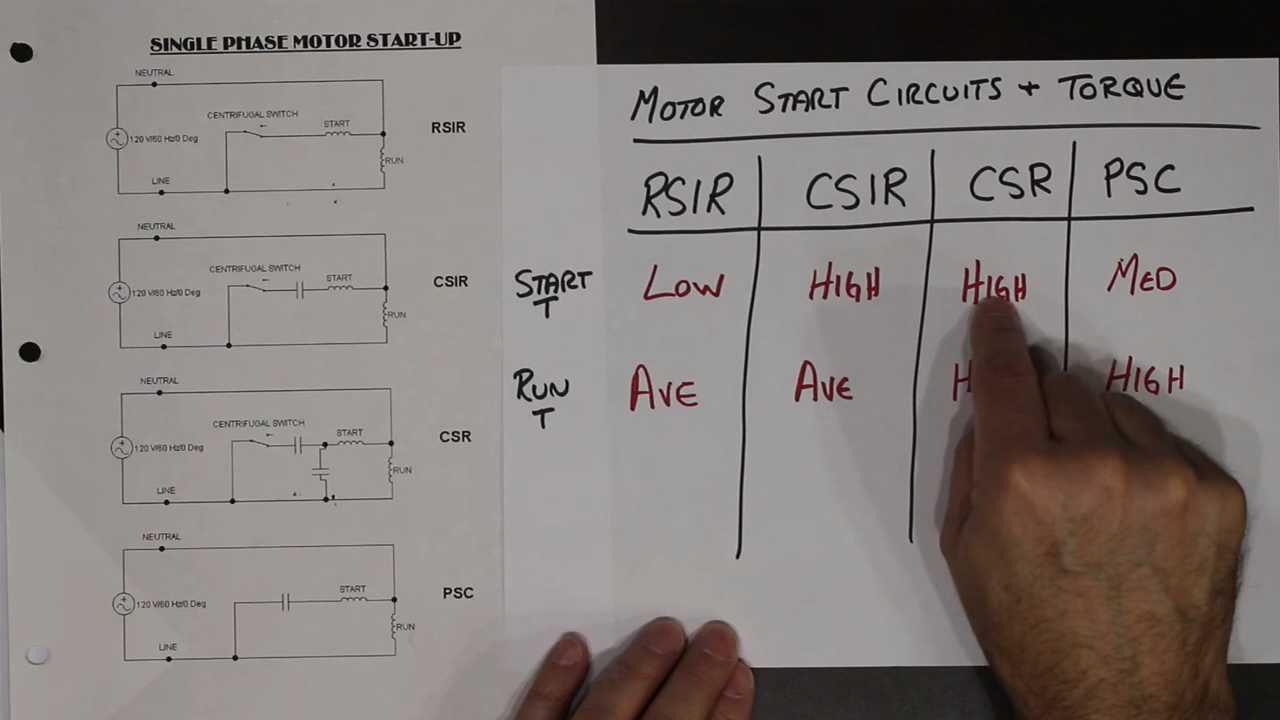 SINGLE PHASE MOTOR START-UP
NEUTRAL
CENTRIFUGAL SWITCH
START
RSIR
120 V/60 Hz/0 Deg
RUN
LINE
NEUTRAL
CENTRIFUGAL SWITCH
START
CSIR
120 V/60 Hz/0 Deg
RUN
LINE
NEUTRAL
CENTRIFUGAL SWITCH
START
CSR
120 V/60 Hz/0 Deg
RUN
LINE
NEUTRAL
START
PSC
120 V/60 Hz/0 Deg
RUN
LINE
MOTOR START CIRCUITS + TORQUE
RSIR CSIR CSR PSC
START T LOW HIGH HIGH MED
RUN T AVE AVE HIGH